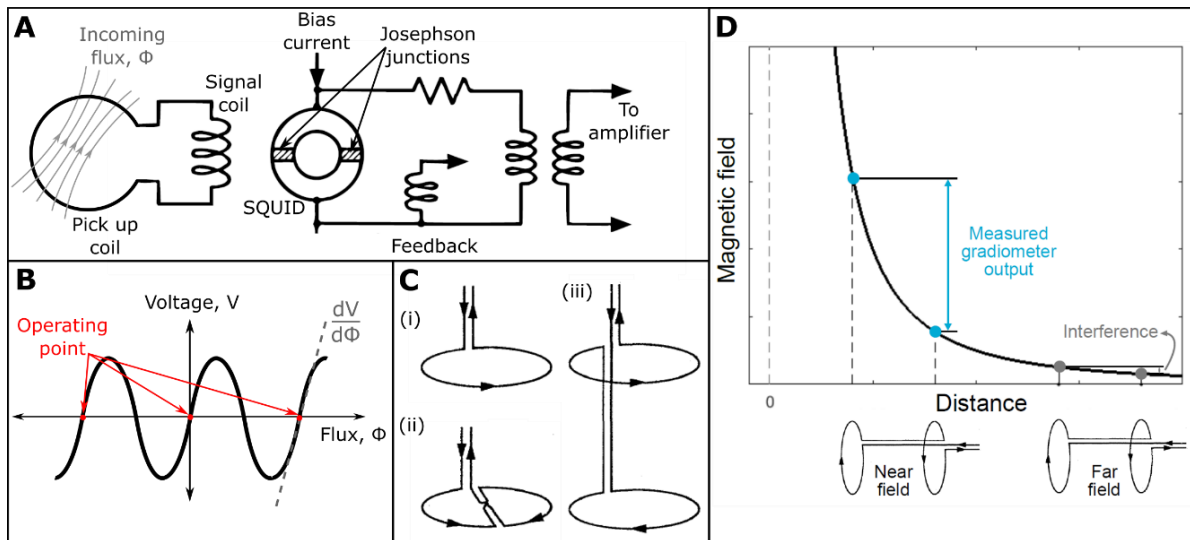 A
Incoming
flux, Φ
Signal
coil
Pick up
coil
Bias
current
Josephson
junctions
SQUID
Feedback
To
amplifier
B
Voltage, V
Operating
point
dV
dΦ
Flux, Φ
C
(i)
(ii)
(iii)
D
Magnetic field
Measured
gradiometer
output
Interference
0
Distance
Near
field
Far
field